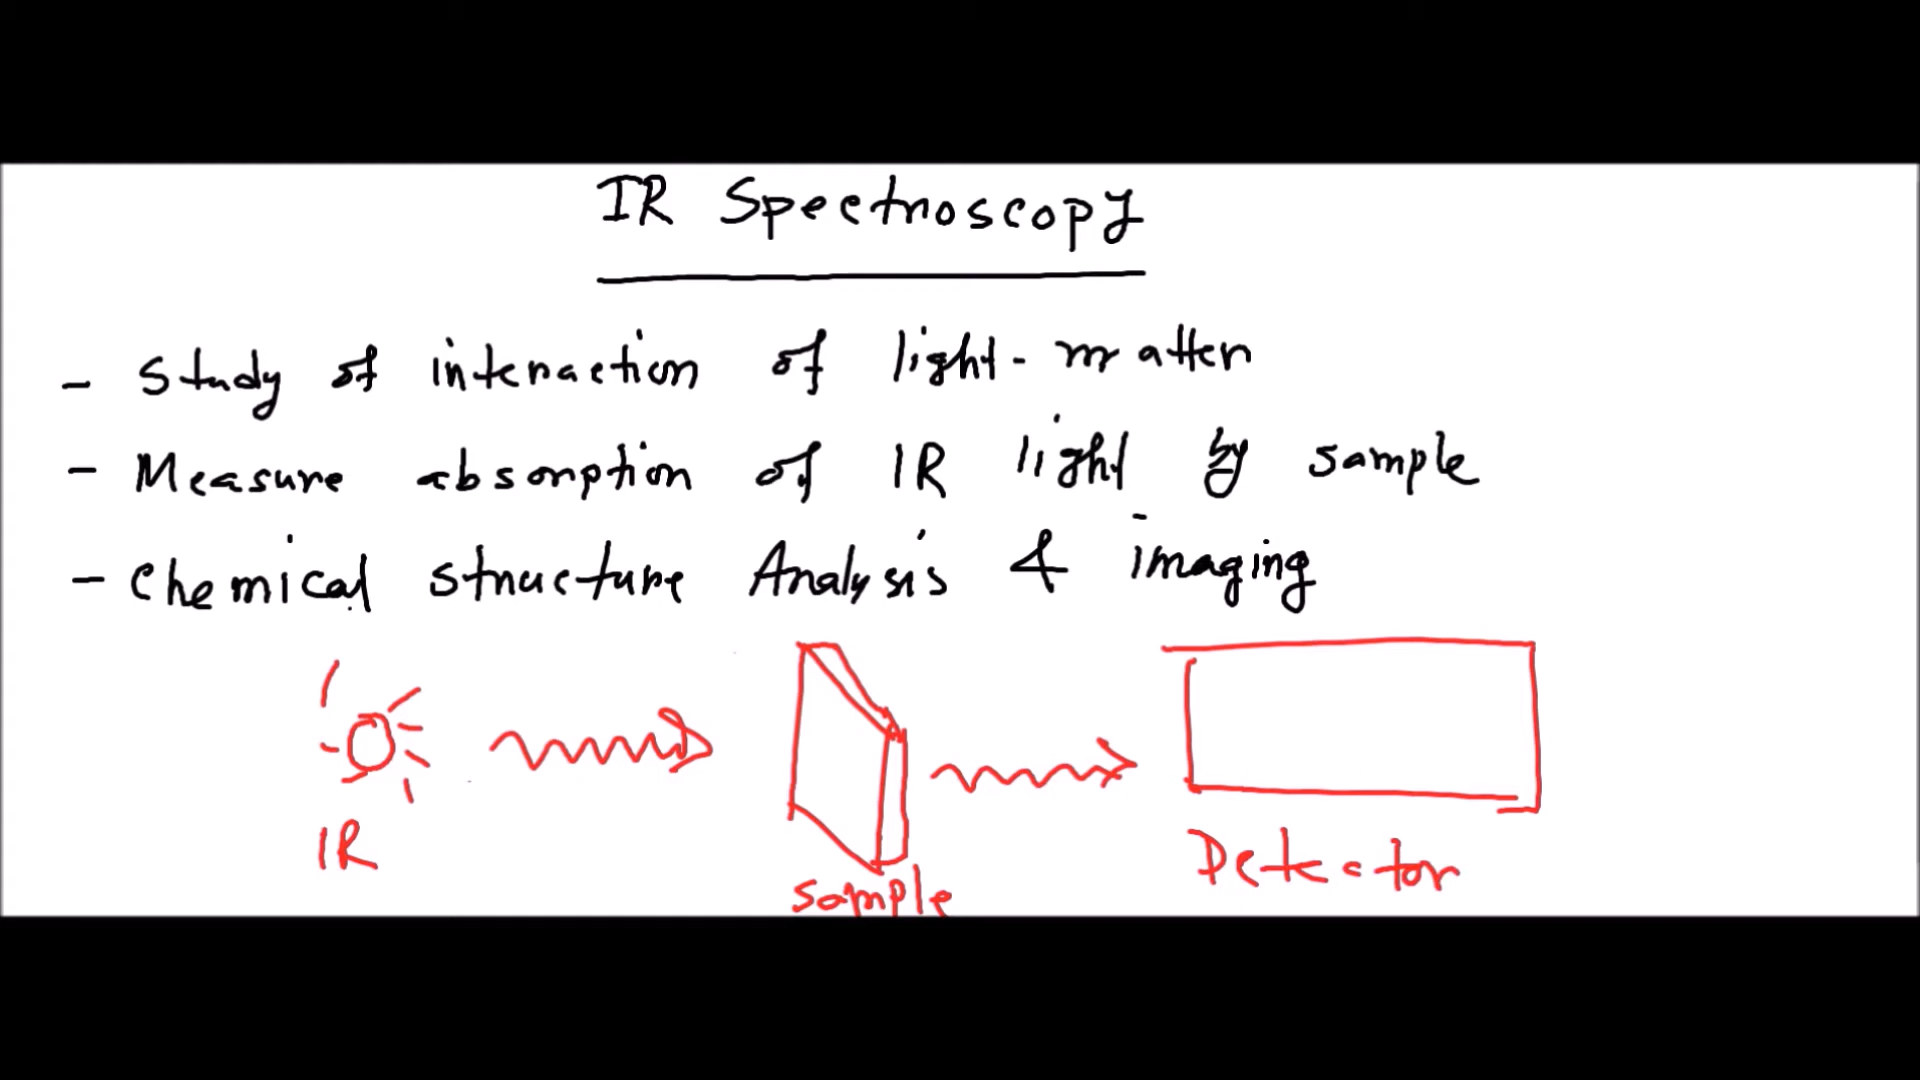 IR Spectroscopy
- Study of interaction of light-matter
- Measure absorption of IR light by sample
- Chemical structure Analysis & imaging
IR
sample
Detector